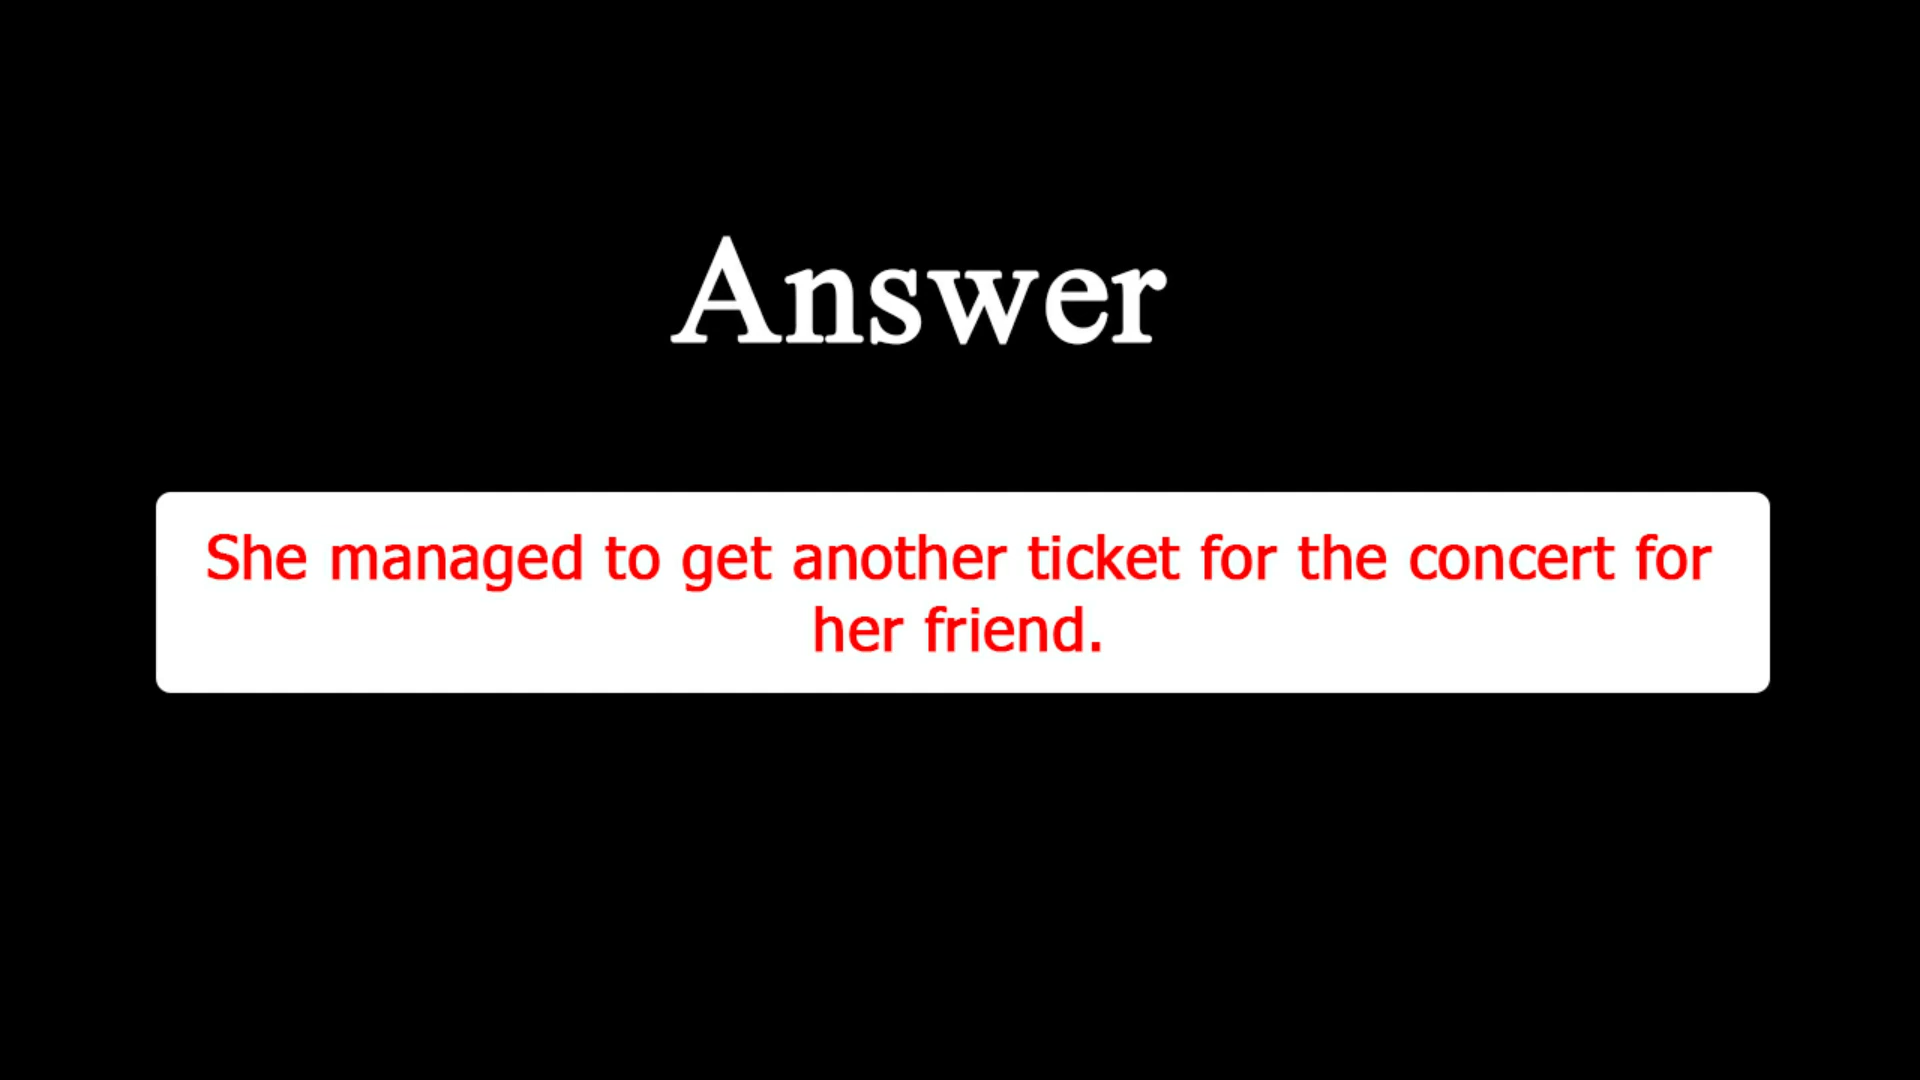 Answer
She managed to get another ticket for the concert for
her friend.